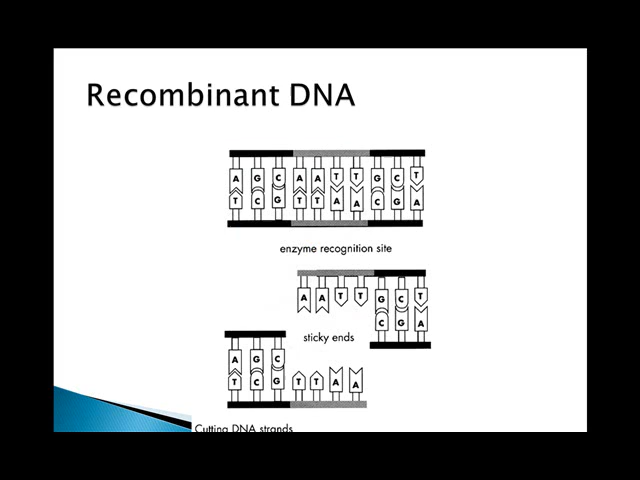 Recombinant DNA
A G C A A T T G C T
T C G T T A A C G A
enzyme recognition site
A A T T G C T
C G A
sticky ends
A G C
T C G T T A A
Cutting DNA strands